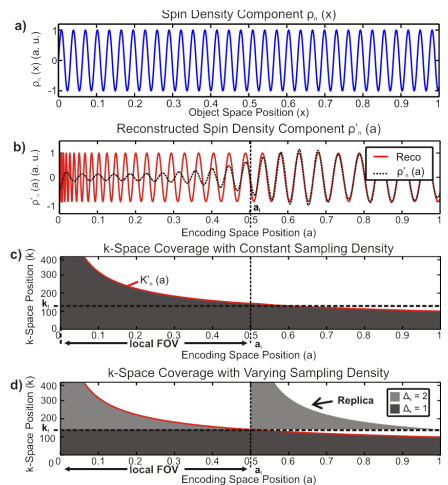 Spin Density Component ρₙ (x)
a)
ρₙ (x) (a. u.)
1
0
-1
0 0.1 0.2 0.3 0.4 0.5 0.6 0.7 0.8 0.9 1
Object Space Position (x)
Reconstructed Spin Density Component ρ'ₙ (a)
b)
ρ'ₙ (a) (a. u.)
1
0
-1
Reco
ρ'ₙ (a)
aᵢ
0 0.1 0.2 0.3 0.4 0.5 0.6 0.7 0.8 0.9 1
Encoding Space Position (a)
k-Space Coverage with Constant Sampling Density
c)
k-Space Position (k)
400
300
200
kᵢ
100
0
K'ₙ (a)
0.1 0.2 0.3 0.4 0.5 0.6 0.7 0.8 0.9 1
local FOV
aᵢ
Encoding Space Position (a)
k-Space Coverage with Varying Sampling Density
d)
k-Space Position (k)
400
300
200
100
0
Replica
Δₖ = 2
Δₖ = 1
0.1 0.2 0.3 0.4 0.5 0.6 0.7 0.8 0.9 1
local FOV
Encoding Space Position (a)